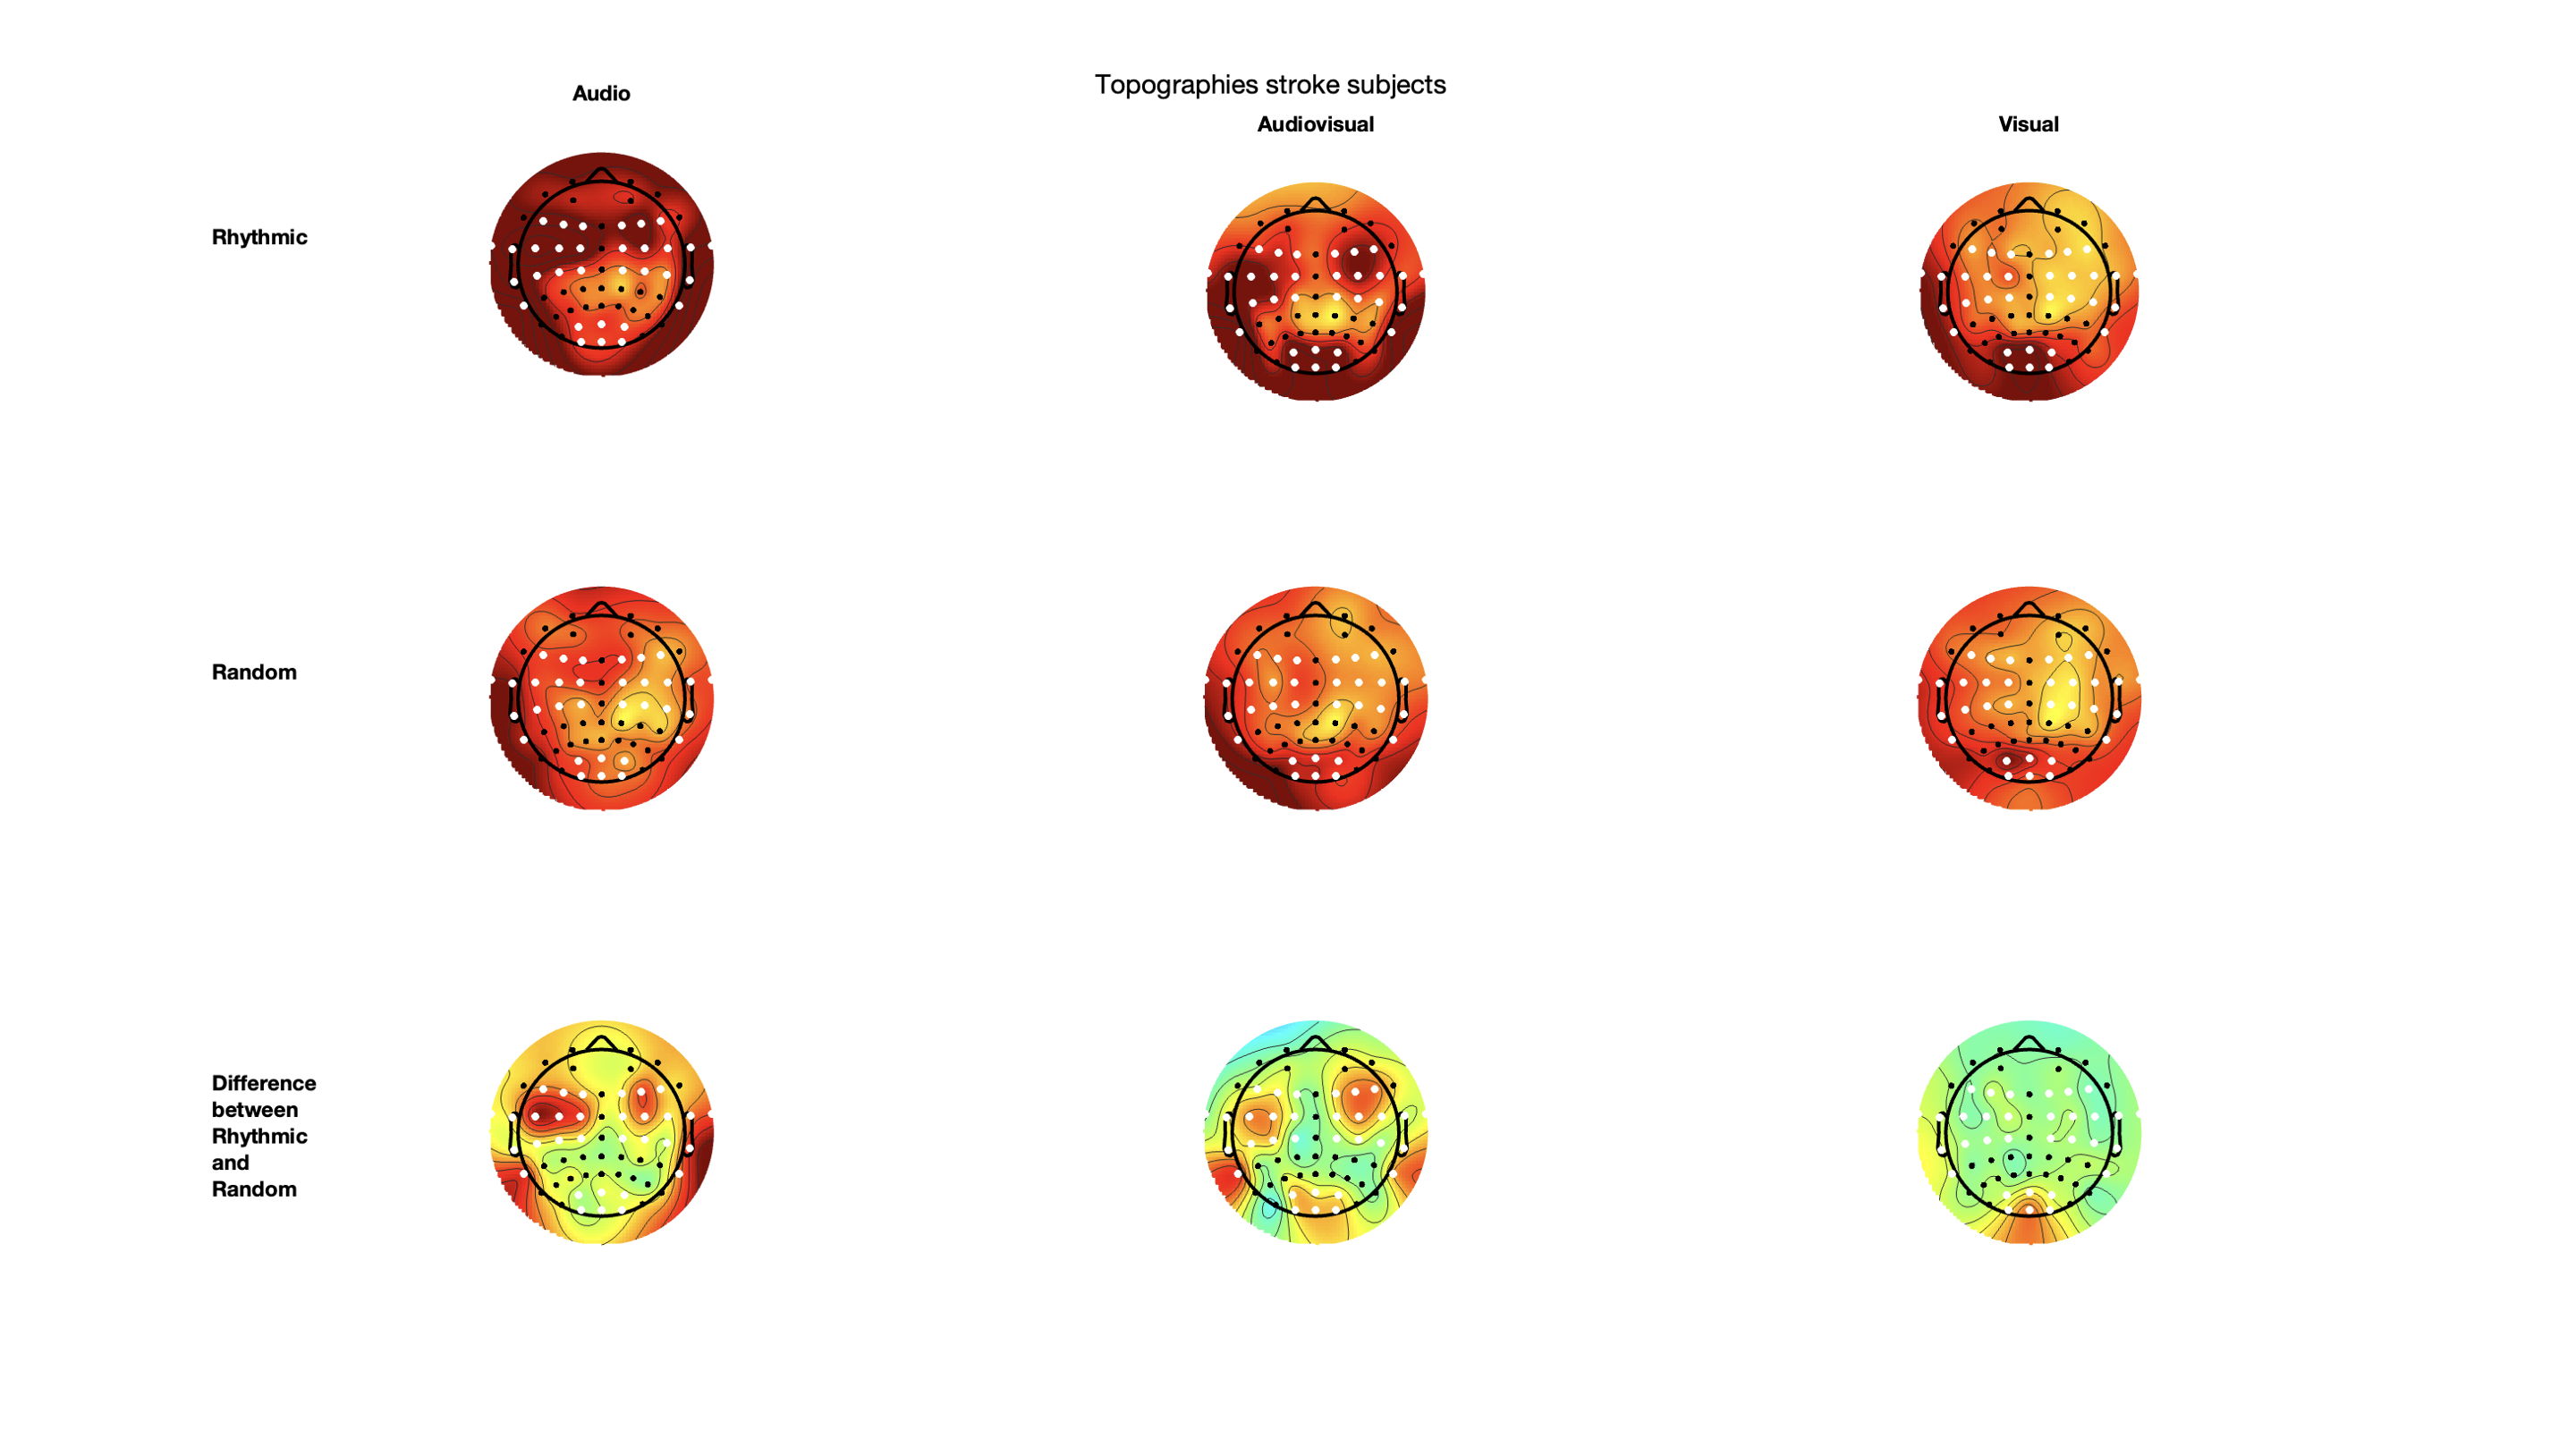 Topographies stroke subjects
Audio
Audiovisual
Visual
Rhythmic
Random
Difference
between
Rhythmic
and
Random